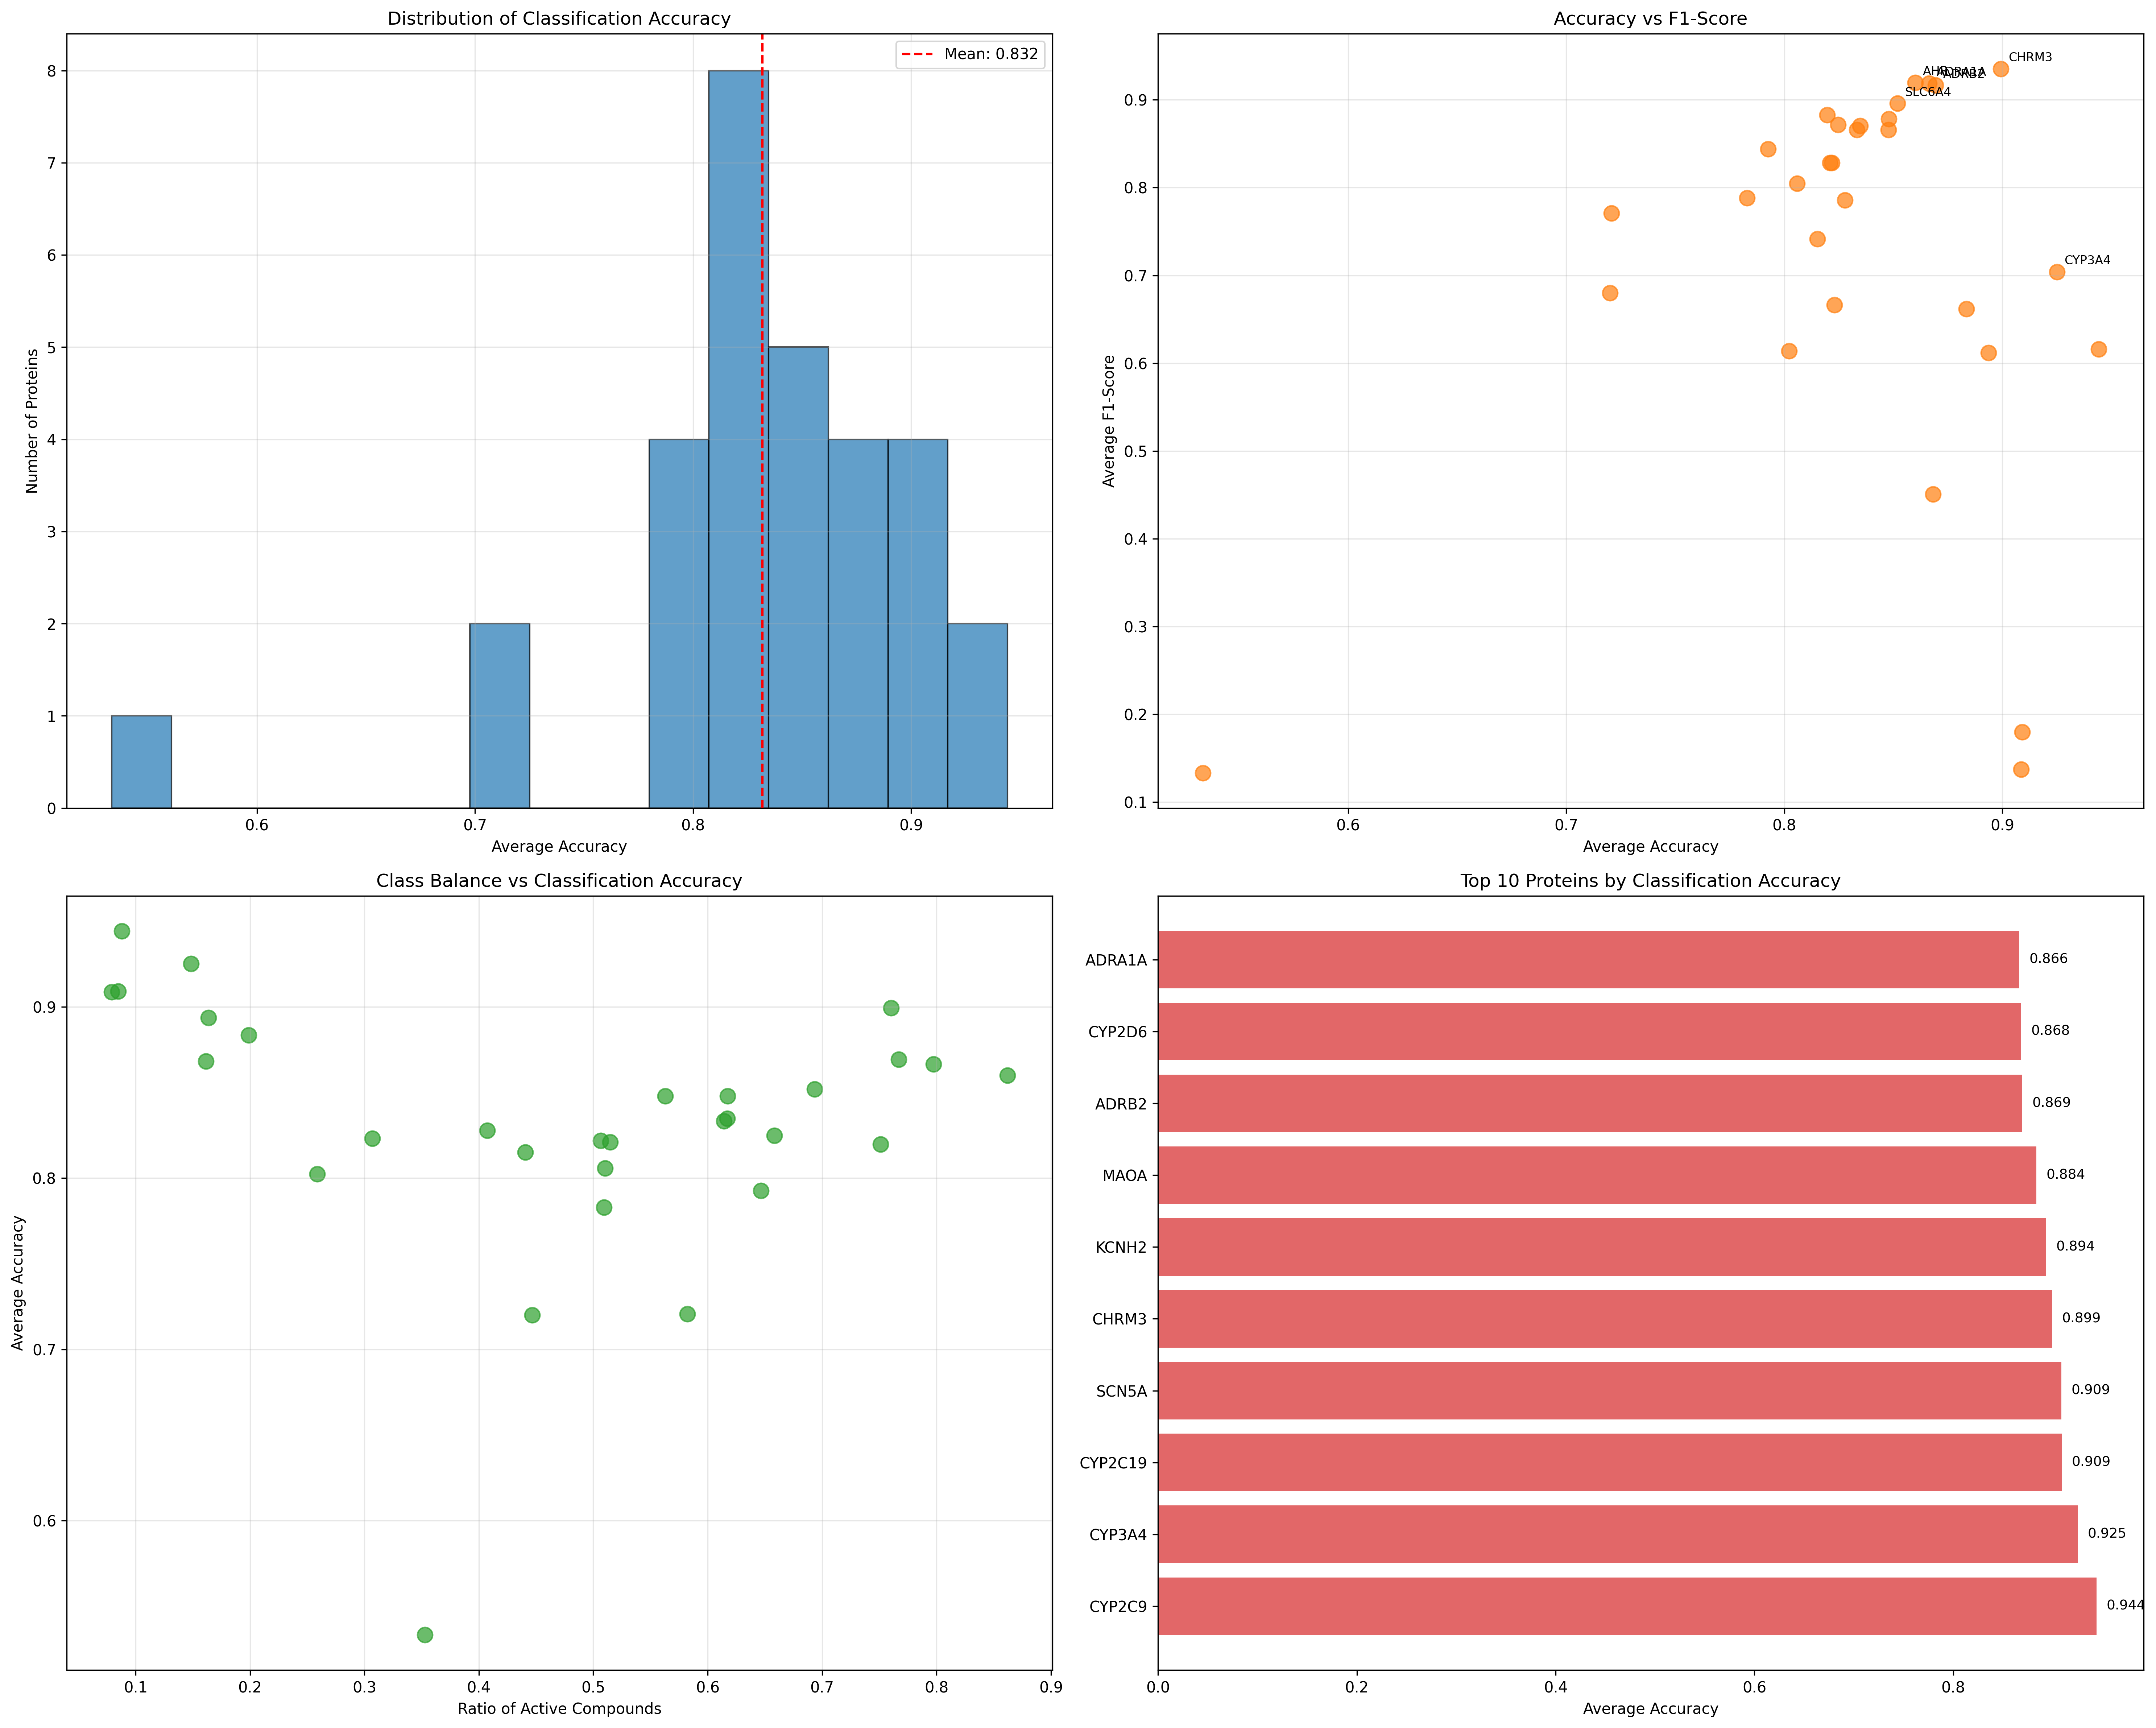 Distribution of Classification Accuracy
Mean: 0.832
Number of Proteins
8
7
6
5
4
3
2
1
0
0.6 0.7 0.8 0.9
Average Accuracy
Accuracy vs F1-Score
CHRM3
AHR
ADRA1A
ADRB2
SLC6A4
CYP3A4
Average F1-Score
0.9
0.8
0.7
0.6
0.5
0.4
0.3
0.2
0.1
0.6 0.7 0.8 0.9
Average Accuracy
Class Balance vs Classification Accuracy
Average Accuracy
0.9
0.8
0.7
0.6
0.1 0.2 0.3 0.4 0.5 0.6 0.7 0.8 0.9
Ratio of Active Compounds
Top 10 Proteins by Classification Accuracy
ADRA1A 0.866
CYP2D6 0.868
ADRB2 0.869
MAOA 0.884
KCNH2 0.894
CHRM3 0.899
SCN5A 0.909
CYP2C19 0.909
CYP3A4 0.925
CYP2C9 0.944
0.0 0.2 0.4 0.6 0.8
Average Accuracy